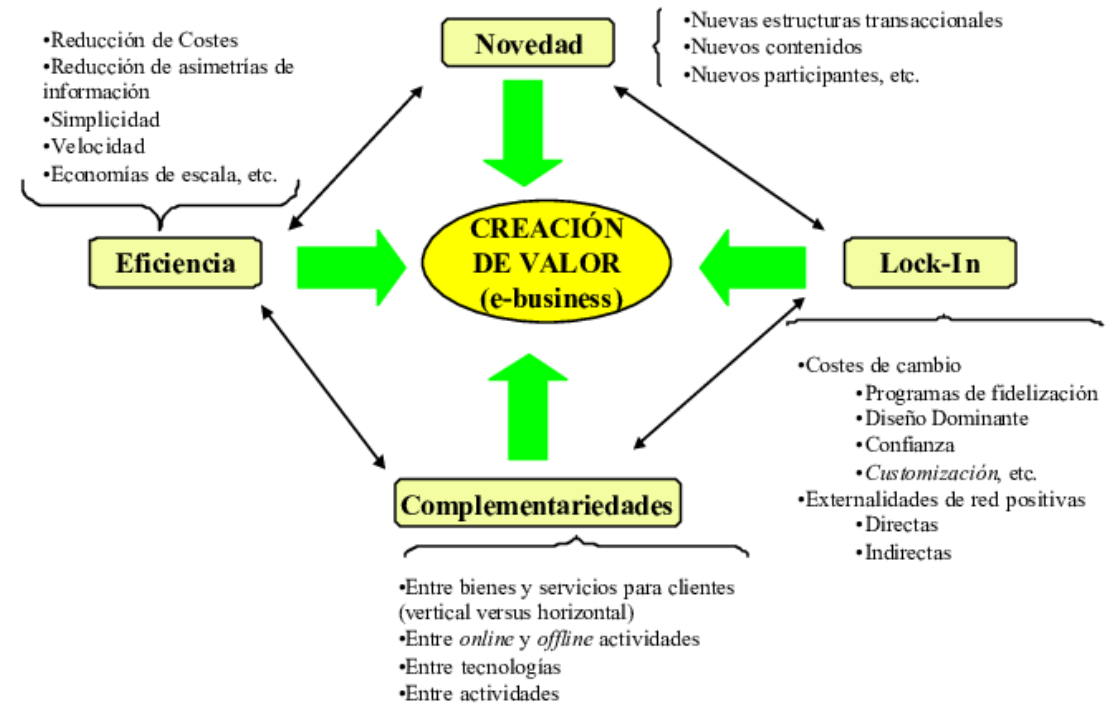 Novedad
•Nuevas estructuras transaccionales
•Nuevos contenidos
•Nuevos participantes, etc.
•Reducción de Costes
•Reducción de asimetrías de
información
•Simplicidad
•Velocidad
•Economías de escala, etc.
Eficiencia
CREACIÓN
DE VALOR
(e-business)
Lock-In
•Costes de cambio
•Programas de fidelización
•Diseño Dominante
•Confianza
•Customización, etc.
•Externalidades de red positivas
•Directas
•Indirectas
Complementariedades
•Entre bienes y servicios para clientes
(vertical versus horizontal)
•Entre online y offline actividades
•Entre tecnologías
•Entre actividades